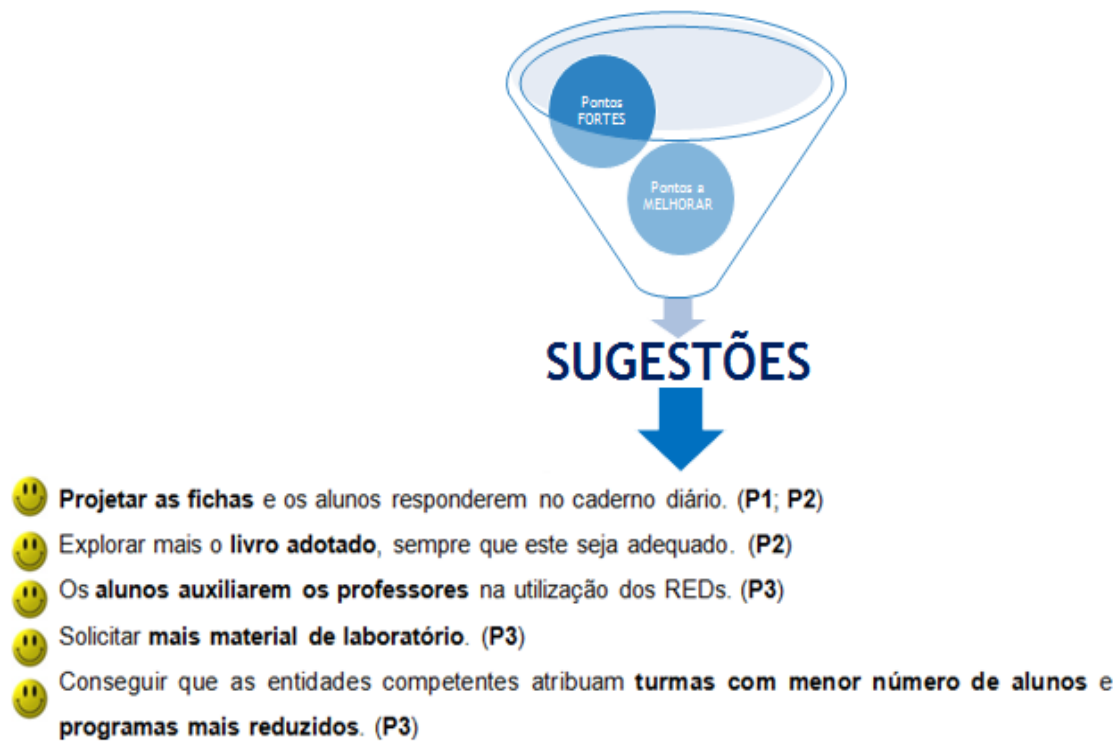 Pontos
FORTES
Pontos a
MELHORAR
SUGESTÕES
Projetar as fichas e os alunos responderem no caderno diário. (P1; P2)
Explorar mais o livro adotado, sempre que este seja adequado. (P2)
Os alunos auxiliarem os professores na utilização dos REDs. (P3)
Solicitar mais material de laboratório. (P3)
Conseguir que as entidades competentes atribuam turmas com menor número de alunos e
programas mais reduzidos. (P3)